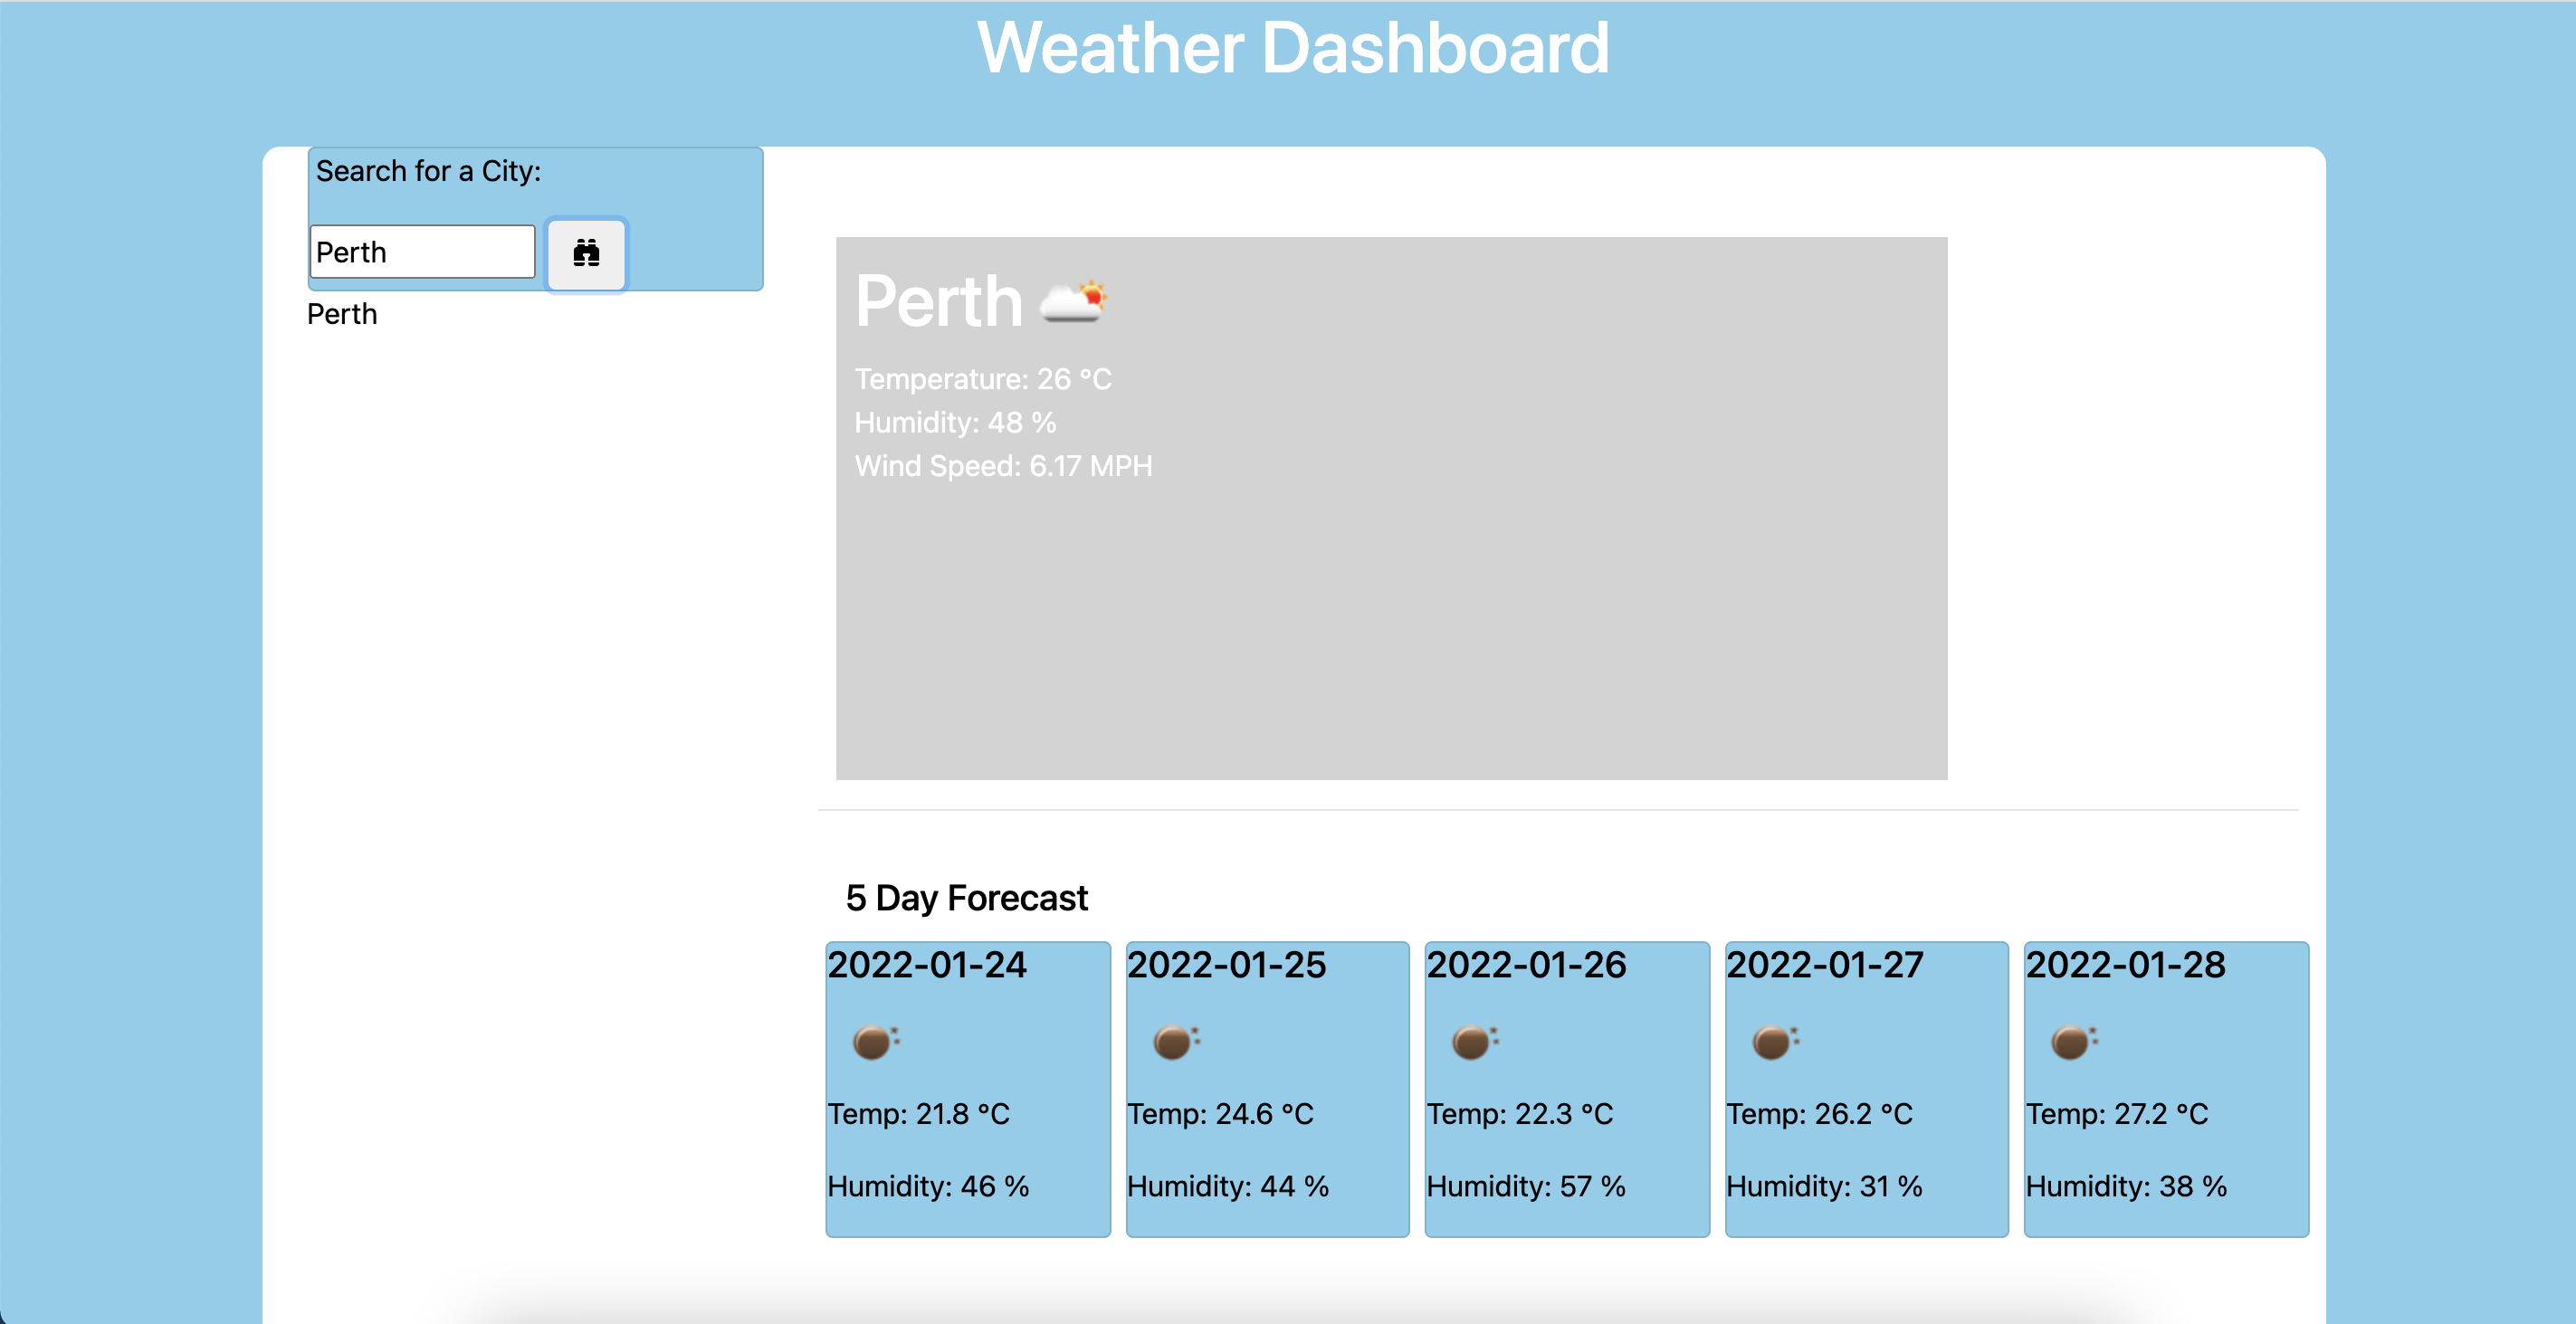 Weather Dashboard
Search for a City:
Perth
Perth
Perth
Temperature: 26 °C
Humidity: 48 %
Wind Speed: 6.17 MPH
5 Day Forecast
2022-01-24
Temp: 21.8 °C
Humidity: 46 %
2022-01-25
Temp: 24.6 °C
Humidity: 44 %
2022-01-26
Temp: 22.3 °C
Humidity: 57 %
2022-01-27
Temp: 26.2 °C
Humidity: 31 %
2022-01-28
Temp: 27.2 °C
Humidity: 38 %